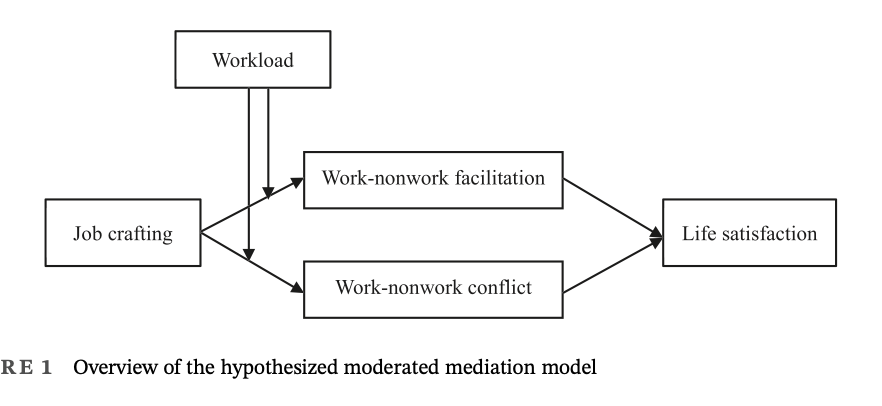 Workload
Work-nonwork facilitation
Job crafting
Life satisfaction
Work-nonwork conflict
RE 1 Overview of the hypothesized moderated mediation model